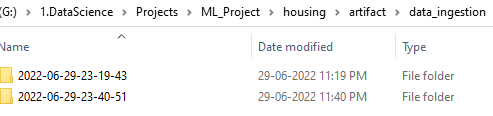 (G:) > 1.DataScience > Projects > ML_Project > housing > artifact > data_ingestion
Name Date modified Type
2022-06-29-23-19-43 29-06-2022 11:19 PM File folder
2022-06-29-23-40-51 29-06-2022 11:40 PM File folder